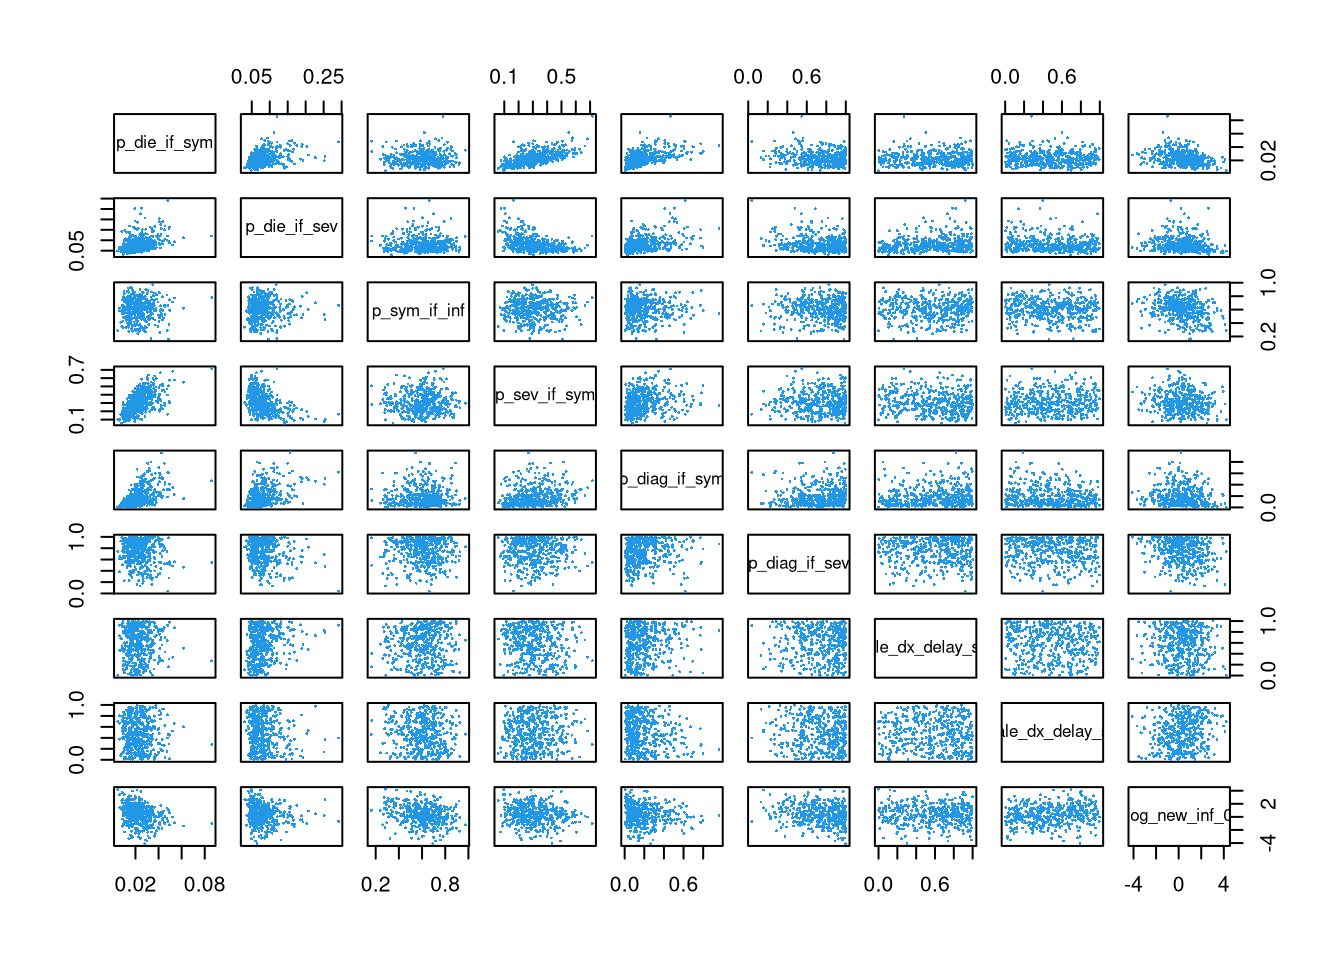 0.05 0.25 0.1 0.5 0.0 0.6 0.0 0.6
p_die_if_sym 0.02
0.05 p_die_if_sev
p_sym_if_inf 0.2 1.0
0.1 0.7 p_sev_if_sym
p_diag_if_sym 0.0
0.0 1.0 p_diag_if_sev
le_dx_delay_s 0.0 1.0
0.0 1.0 ale_dx_delay_
og_new_inf_0 -4 2
0.02 0.08 0.2 0.8 0.0 0.6 0.0 0.6 -4 0 4